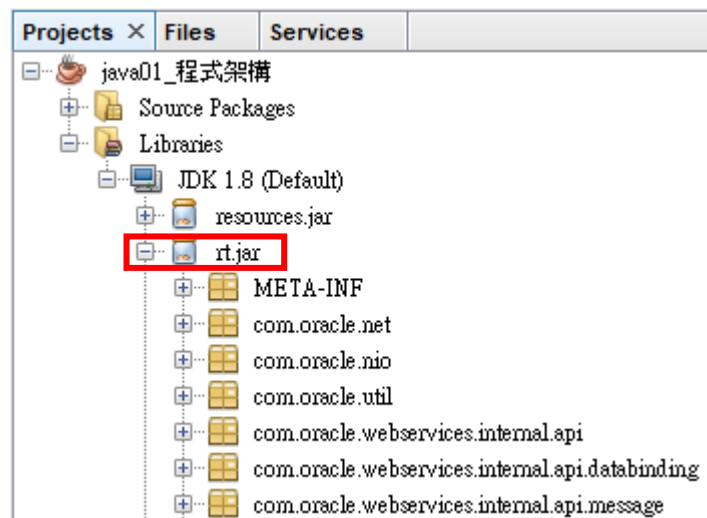 Projects × Files Services
java01_程式架構
Source Packages
Libraries
JDK 1.8 (Default)
resources.jar
rt.jar
META-INF
com.oracle.net
com.oracle.nio
com.oracle.util
com.oracle.webservices.internal.api
com.oracle.webservices.internal.api.databinding
com.oracle.webservices.internal.api.message